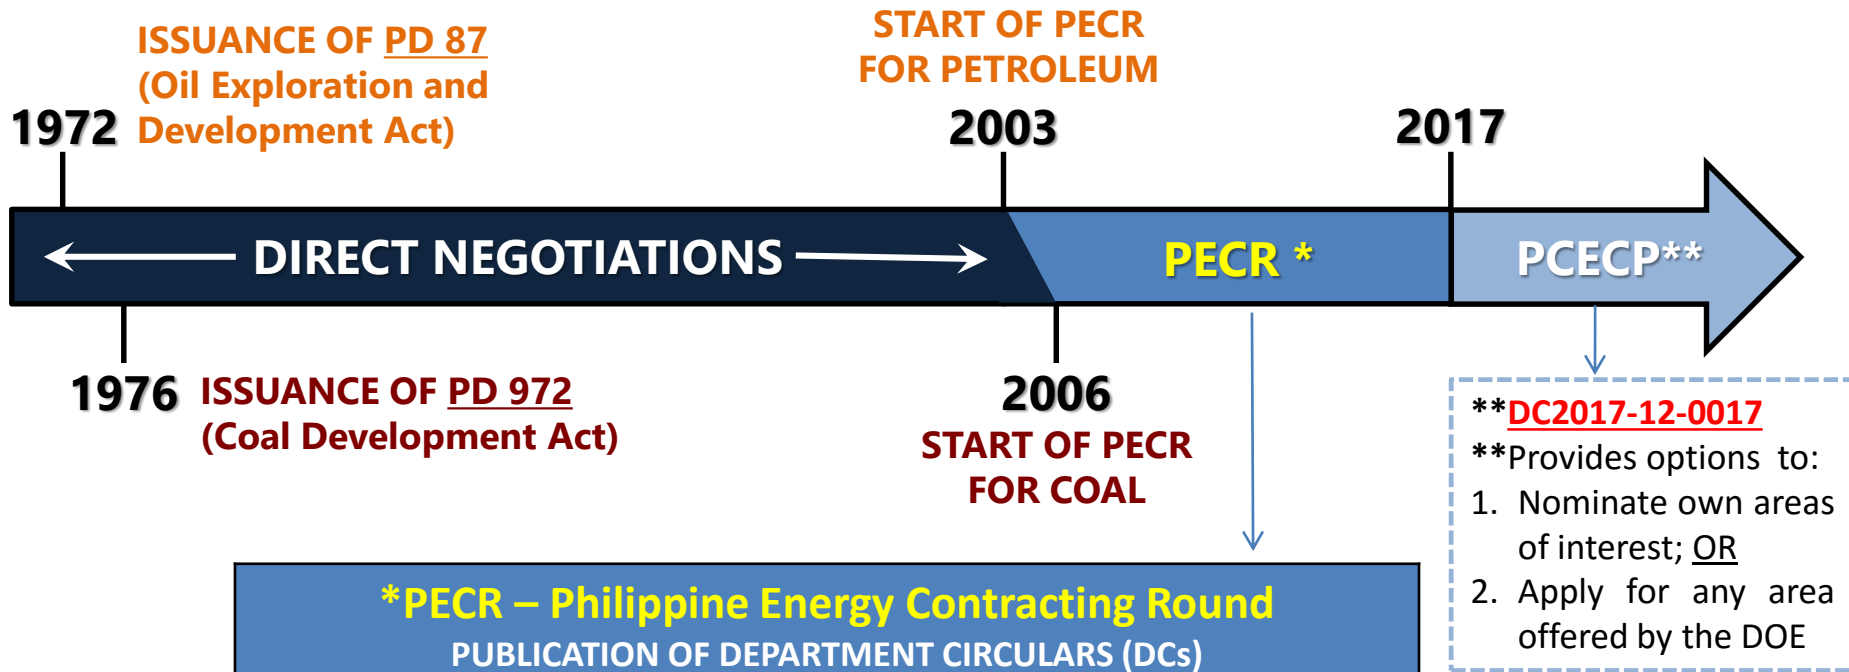 ISSUANCE OF PD 87
(Oil Exploration and
Development Act)
1972
START OF PECR
FOR PETROLEUM
2003
2017
DIRECT NEGOTIATIONS
PECR *
PCECP**
1976
ISSUANCE OF PD 972
(Coal Development Act)
2006
START OF PECR
FOR COAL
**DC2017-12-0017
**Provides options to:
1. Nominate own areas
of interest; OR
2. Apply for any area
offered by the DOE
*PECR – Philippine Energy Contracting Round
PUBLICATION OF DEPARTMENT CIRCULARS (DCs)